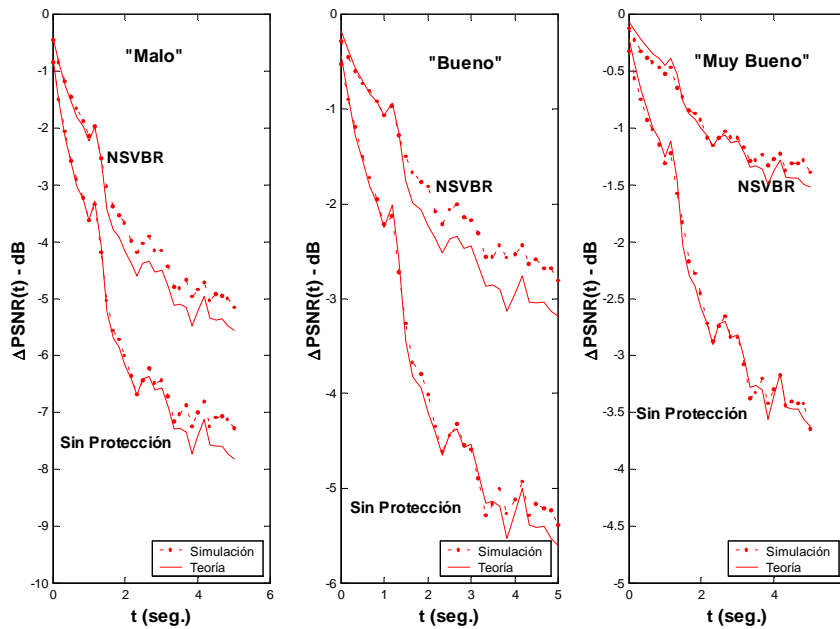 "Malo"
NSVBR
Sin Protección
ΔPSNR(t) - dB
0
-1
-2
-3
-4
-5
-6
-7
-8
-9
-10
0
2
4
6
t (seg.)
Simulación
Teoría
"Bueno"
NSVBR
Sin Protección
ΔPSNR(t) - dB
0
-1
-2
-3
-4
-5
-6
0
1
2
3
4
5
t (seg.)
Simulación
Teoría
"Muy Bueno"
NSVBR
Sin Protección
ΔPSNR(t) - dB
0
-0.5
-1
-1.5
-2
-2.5
-3
-3.5
-4
-4.5
-5
0
2
4
t (seg.)
Simulación
Teoría